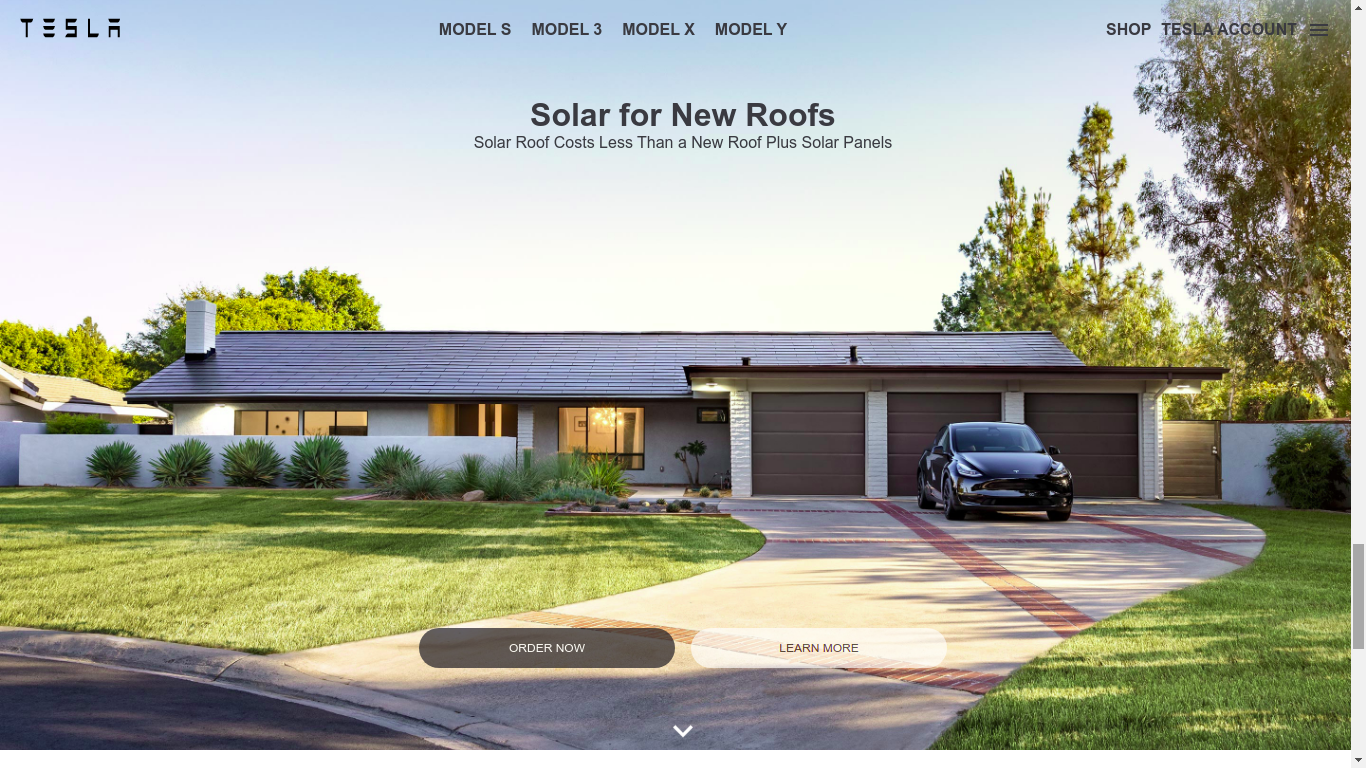 TESLA
MODEL S MODEL 3 MODEL X MODEL Y
SHOP TESLA ACCOUNT
Solar for New Roofs
Solar Roof Costs Less Than a New Roof Plus Solar Panels
ORDER NOW
LEARN MORE